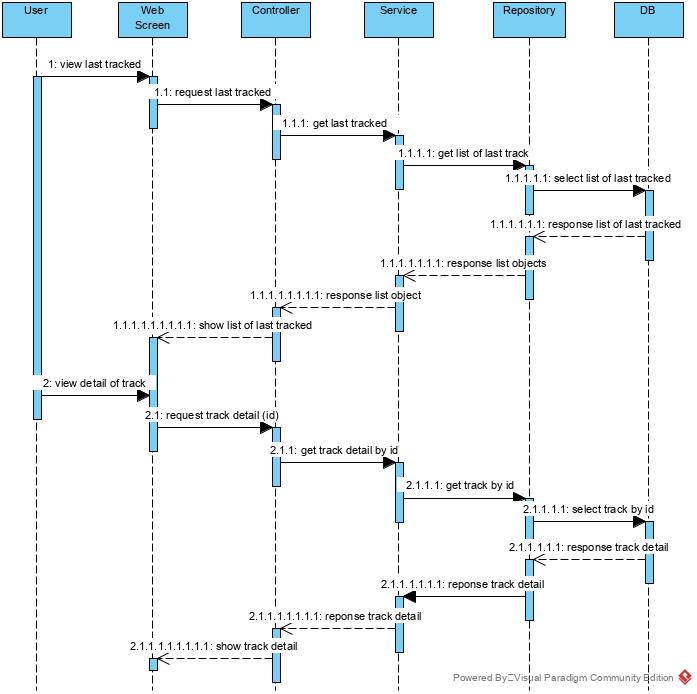 User
Web
Screen
Controller
Service
Repository
DB
1: view last tracked
1.1: request last tracked
1.1.1: get last tracked
1.1.1.1: get list of last track
1.1.1.1.1: select list of last tracked
1.1.1.1.1.1: response list of last tracked
1.1.1.1.1.1.1: response list objects
1.1.1.1.1.1.1.1: response list object
1.1.1.1.1.1.1.1.1: show list of last tracked
2: view detail of track
2.1: request track detail (id)
2.1.1: get track detail by id
2.1.1.1: get track by id
2.1.1.1.1: select track by id
2.1.1.1.1.1: response track detail
2.1.1.1.1.1.1: reponse track detail
2.1.1.1.1.1.1.1: reponse track detail
2.1.1.1.1.1.1.1.1: show track detail
Powered By Visual Paradigm Community Edition